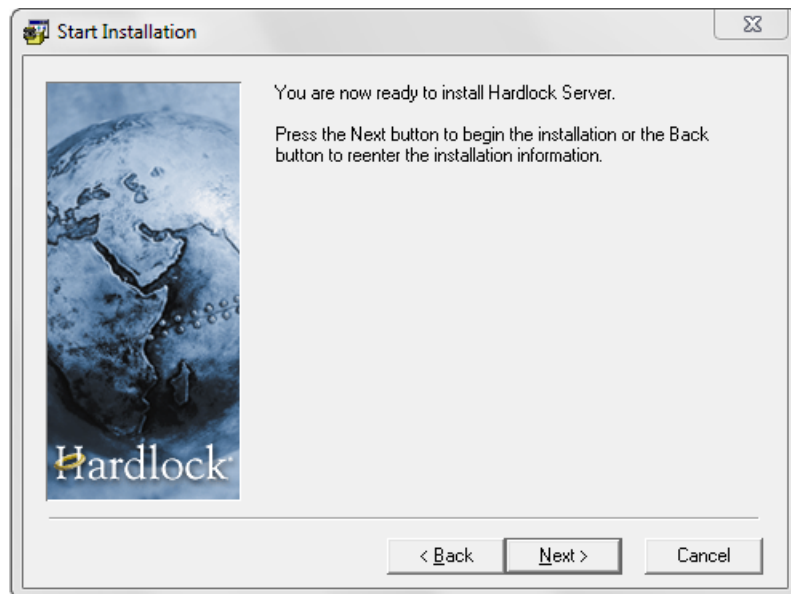 Start Installation
You are now ready to install Hardlock Server.
Press the Next button to begin the installation or the Back
button to reenter the installation information.
Hardlock
< Back
Next >
Cancel